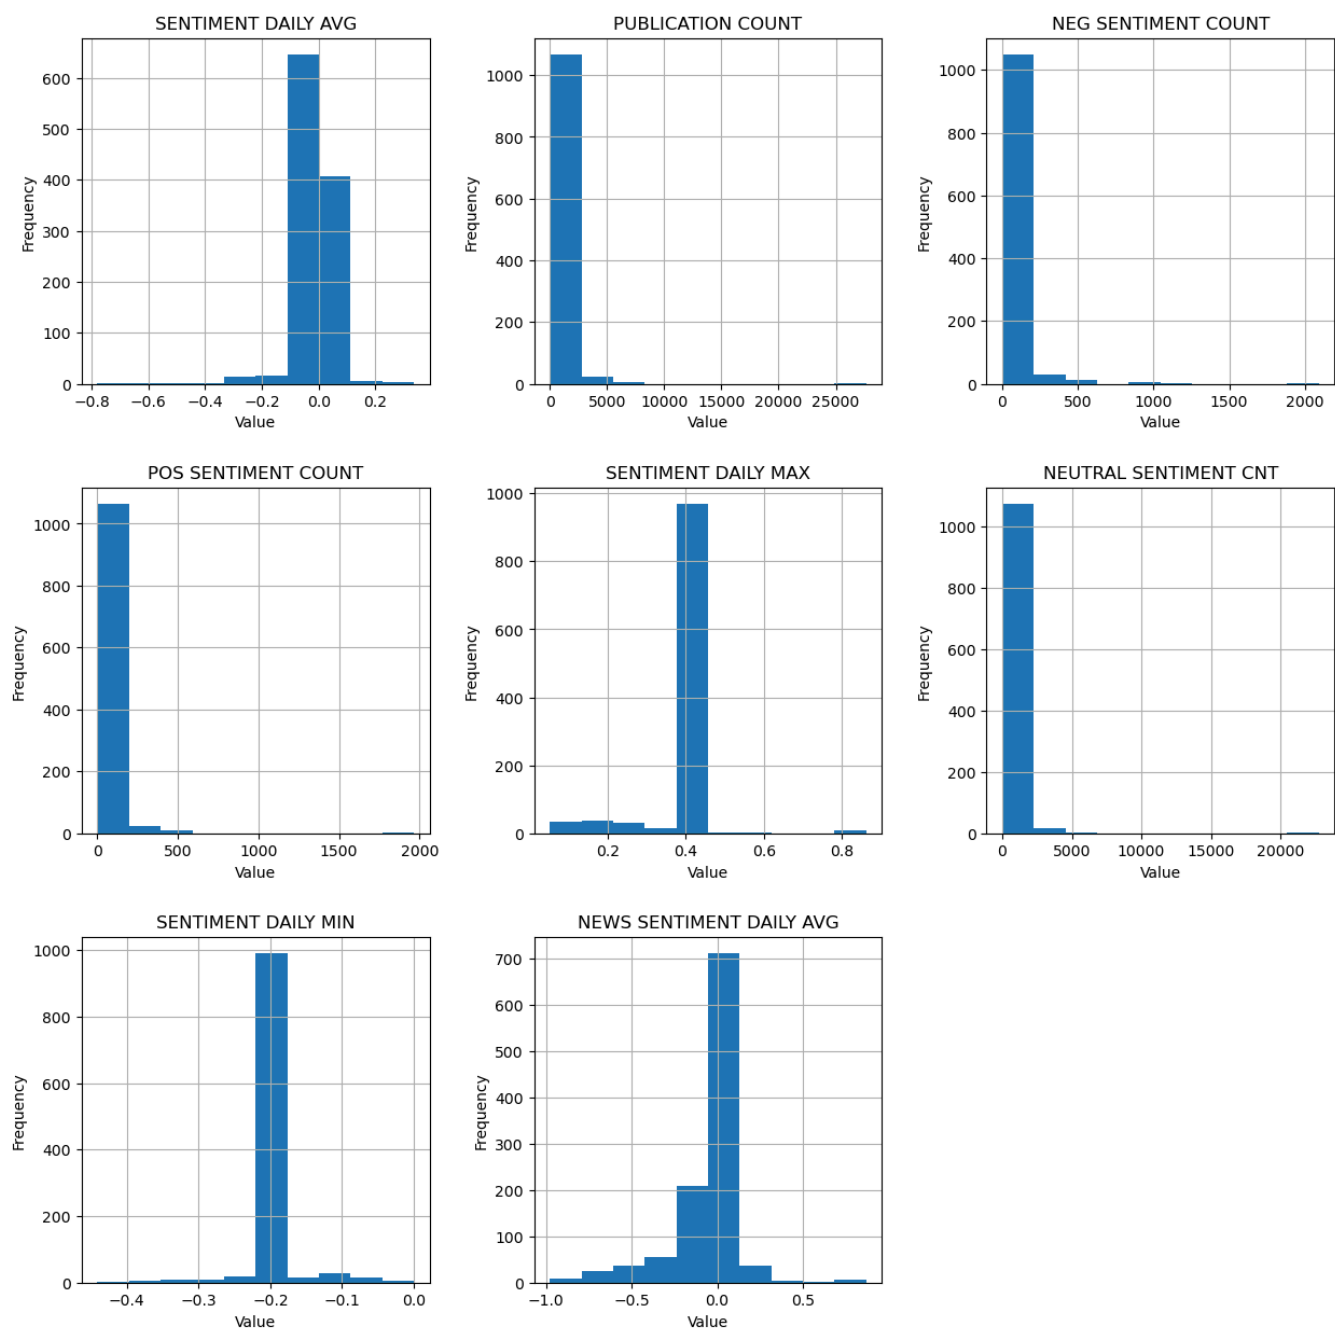 SENTIMENT DAILY AVG
Frequency
600
500
400
300
200
100
0
−0.8 −0.6 −0.4 −0.2 0.0 0.2
Value
PUBLICATION COUNT
Frequency
1000
800
600
400
200
0
0 5000 10000 15000 20000 25000
Value
NEG SENTIMENT COUNT
Frequency
1000
800
600
400
200
0
0 500 1000 1500 2000
Value
POS SENTIMENT COUNT
Frequency
1000
800
600
400
200
0
0 500 1000 1500 2000
Value
SENTIMENT DAILY MAX
Frequency
1000
800
600
400
200
0
0.2 0.4 0.6 0.8
Value
NEUTRAL SENTIMENT CNT
Frequency
1000
800
600
400
200
0
0 5000 10000 15000 20000
Value
SENTIMENT DAILY MIN
Frequency
1000
800
600
400
200
0
−0.4 −0.3 −0.2 −0.1 0.0
Value
NEWS SENTIMENT DAILY AVG
Frequency
700
600
500
400
300
200
100
0
−1.0 −0.5 0.0 0.5
Value